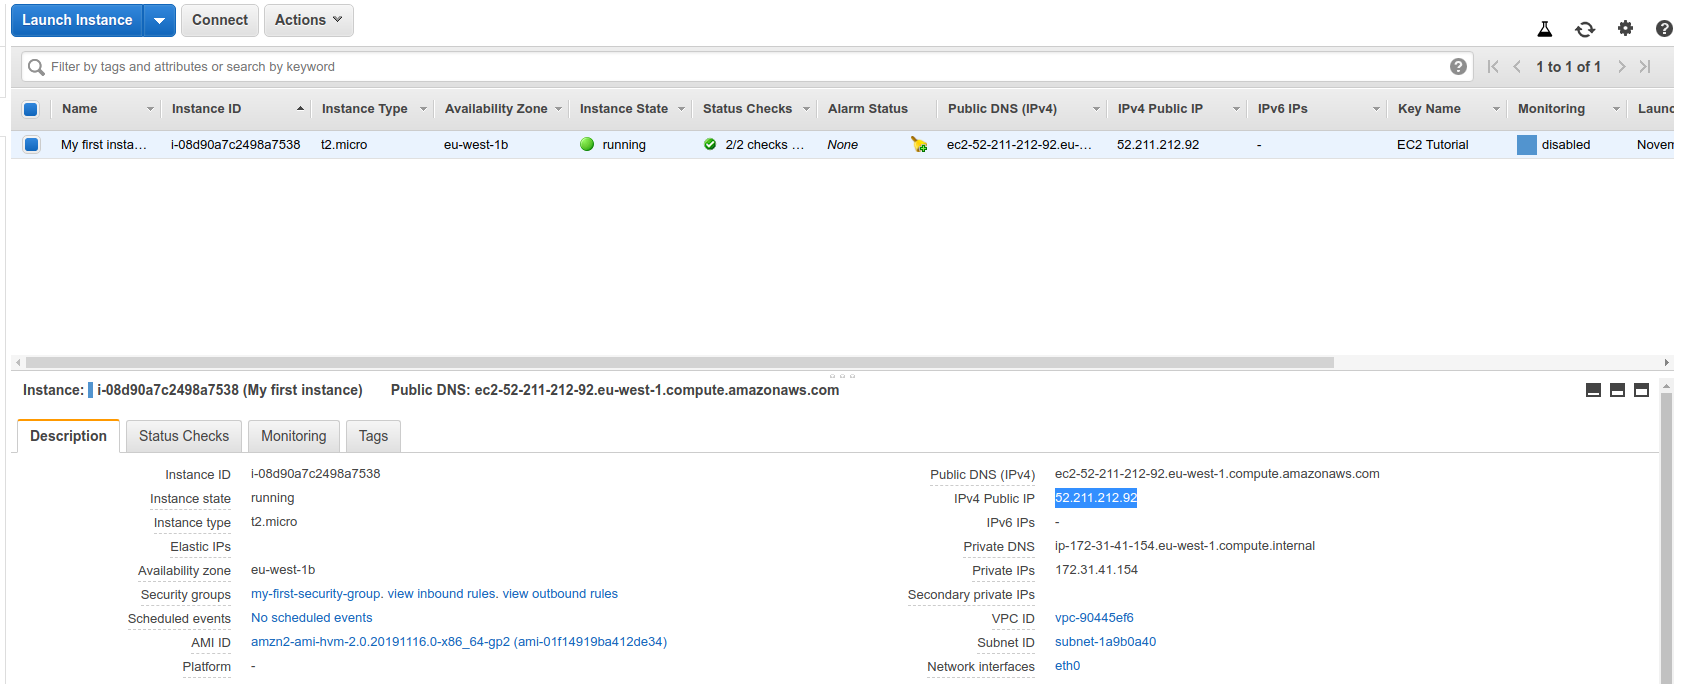 Launch Instance Connect Actions
Filter by tags and attributes or search by keyword 1 to 1 of 1
Name Instance ID Instance Type Availability Zone Instance State Status Checks Alarm Status Public DNS (IPv4) IPv4 Public IP IPv6 IPs Key Name Monitoring Launc
My first insta... i-08d90a7c2498a7538 t2.micro eu-west-1b running 2/2 checks ... None ec2-52-211-212-92.eu-... 52.211.212.92 - EC2 Tutorial disabled Novem
Instance: i-08d90a7c2498a7538 (My first instance) Public DNS: ec2-52-211-212-92.eu-west-1.compute.amazonaws.com
Description Status Checks Monitoring Tags
Instance ID i-08d90a7c2498a7538 Public DNS (IPv4) ec2-52-211-212-92.eu-west-1.compute.amazonaws.com
Instance state running IPv4 Public IP 52.211.212.92
Instance type t2.micro IPv6 IPs -
Elastic IPs Private DNS ip-172-31-41-154.eu-west-1.compute.internal
Availability zone eu-west-1b Private IPs 172.31.41.154
Security groups my-first-security-group. view inbound rules. view outbound rules Secondary private IPs
Scheduled events No scheduled events VPC ID vpc-90445ef6
AMI ID amzn2-ami-hvm-2.0.20191116.0-x86_64-gp2 (ami-01f14919ba412de34) Subnet ID subnet-1a9b0a40
Platform - Network interfaces eth0